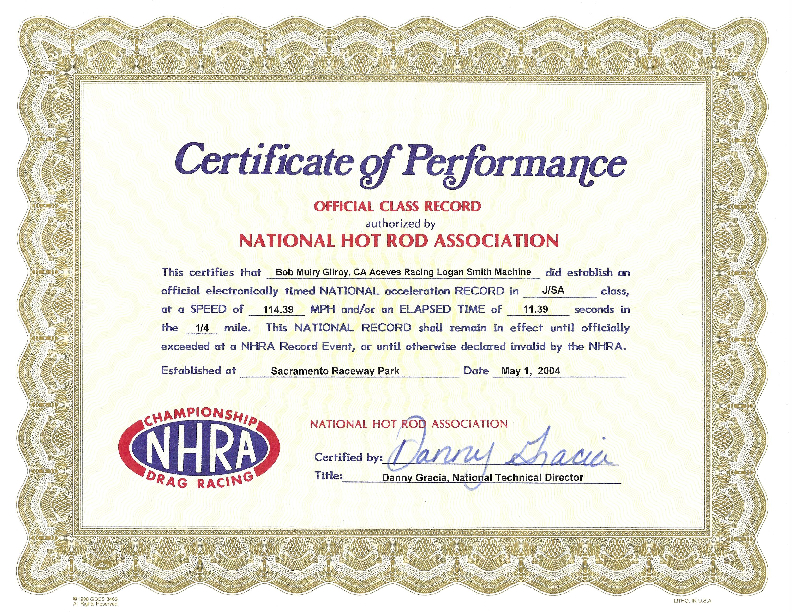 Certificate of Performance
OFFICIAL CLASS RECORD
authorized by
NATIONAL HOT ROD ASSOCIATION
This certifies that Bob Mulry Gilroy, CA Aceves Racing Logan Smith Machine did establish an
official electronically timed NATIONAL acceleration RECORD in J/SA class,
at a SPEED of 114.39 MPH and/or an ELAPSED TIME of 11.39 seconds in
the 1/4 mile. This NATIONAL RECORD shall remain in effect until officially
exceeded at a NHRA Record Event, or until otherwise declared invalid by the NHRA.
Established at Sacramento Raceway Park Date May 1, 2004
CHAMPIONSHIP
NHRA
DRAG RACING
NATIONAL HOT ROD ASSOCIATION
Certified by: Danny Gracia
Title: Danny Gracia, National Technical Director
All Rights Reserved
LITHO. IN U.S.A.